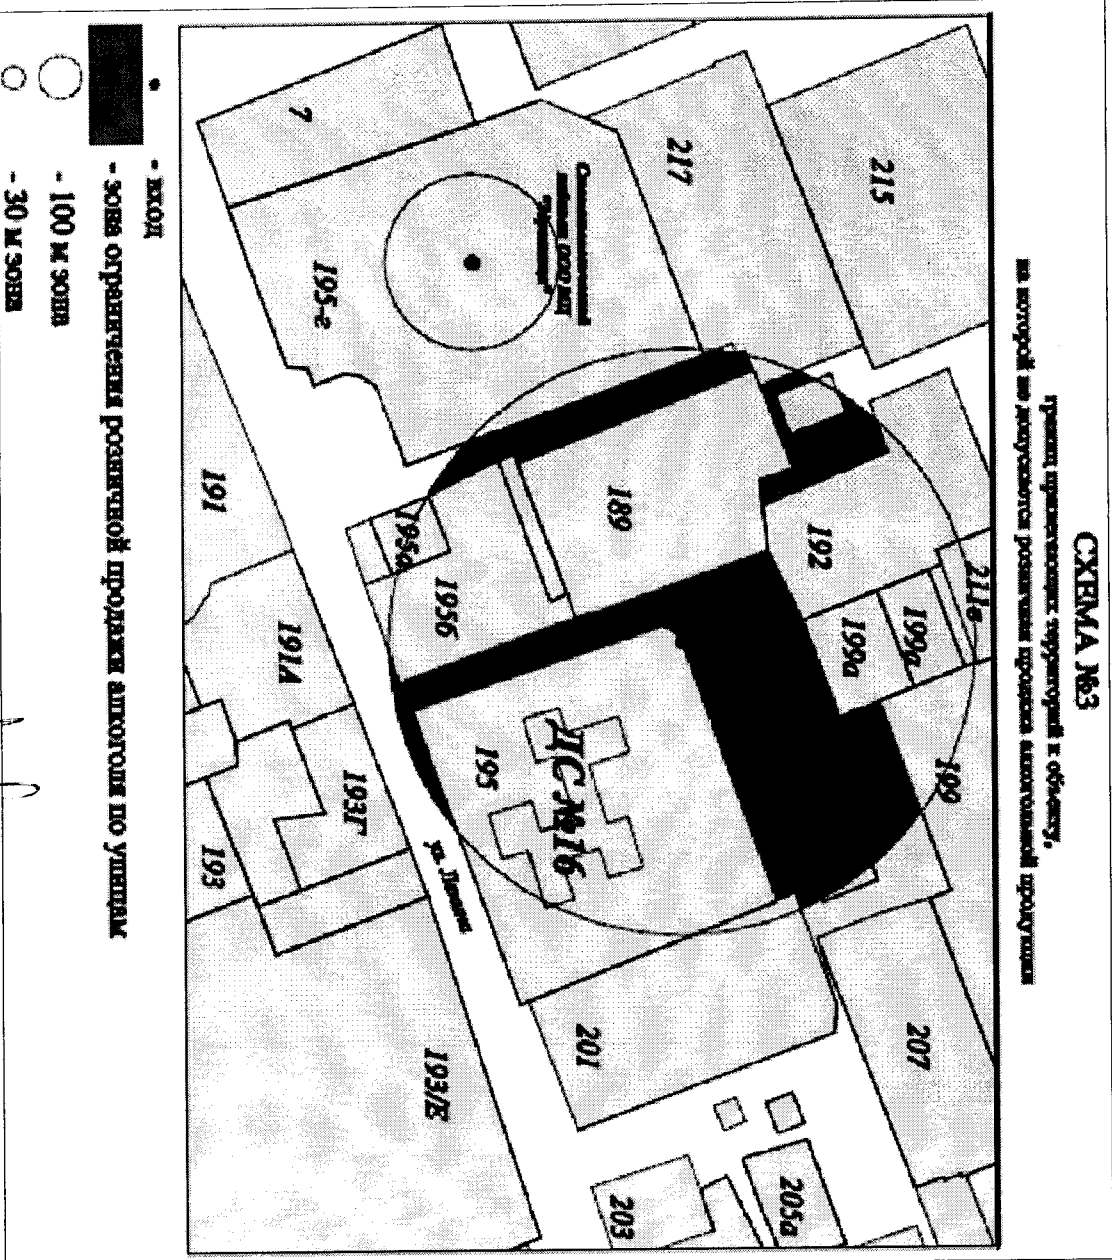 СХЕМА №3
границ прилегающих территорий к объекту,
на которой не допускается розничная продажа алкогольной продукции
215
217
7
Стоматологический
195-г
211в
199а
199а
192
199
189
195а
195б
195
ДС №16
191
191А
193Г
193
ул. Ленина
207
201
193/Е
205а
203
- вход
- зона ограничения розничной продажи алкоголя по улицам
- 100 м зона
- 30 м зона